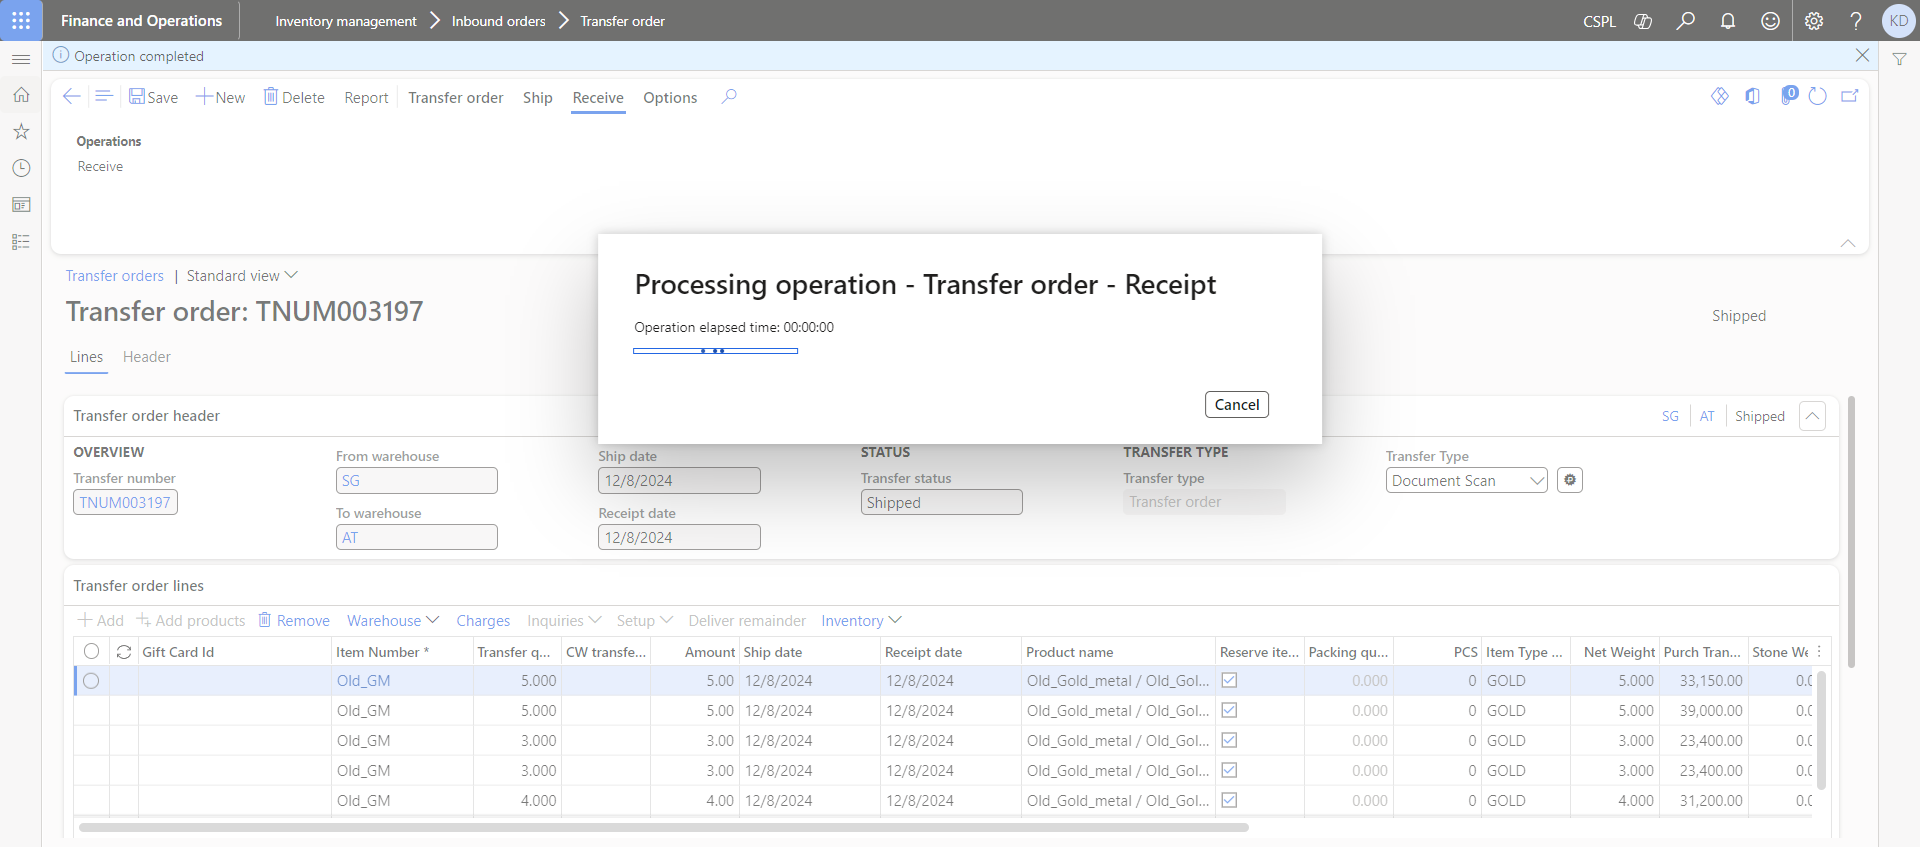 Finance and Operations
Inventory management
Inbound orders
Transfer order
CSPL
KD
Operation completed
Save
New
Delete
Report
Transfer order
Ship
Receive
Options
0
Operations
Receive
Transfer orders | Standard view
Transfer order: TNUM003197
Shipped
Lines
Header
Processing operation - Transfer order - Receipt
Operation elapsed time: 00:00:00
Cancel
Transfer order header
SG
AT
Shipped
OVERVIEW
Transfer number
TNUM003197
From warehouse
SG
To warehouse
AT
Ship date
12/8/2024
Receipt date
12/8/2024
STATUS
Transfer status
Shipped
TRANSFER TYPE
Transfer type
Transfer order
Transfer Type
Document Scan
Transfer order lines
Add
Add products
Remove
Warehouse
Charges
Inquiries
Setup
Deliver remainder
Inventory
Gift Card Id Item Number * Transfer q... CW transfe... Amount Ship date Receipt date Product name Reserve ite... Packing qu... PCS Item Type ... Net Weight Purch Tran... Stone We
Old_GM 5.000 5.00 12/8/2024 12/8/2024 Old_Gold_metal / Old_Gol... 0.000 0 GOLD 5.000 33,150.00 0.0
Old_GM 5.000 5.00 12/8/2024 12/8/2024 Old_Gold_metal / Old_Gol... 0.000 0 GOLD 5.000 39,000.00 0.0
Old_GM 3.000 3.00 12/8/2024 12/8/2024 Old_Gold_metal / Old_Gol... 0.000 0 GOLD 3.000 23,400.00 0.0
Old_GM 3.000 3.00 12/8/2024 12/8/2024 Old_Gold_metal / Old_Gol... 0.000 0 GOLD 3.000 23,400.00 0.0
Old_GM 4.000 4.00 12/8/2024 12/8/2024 Old_Gold_metal / Old_Gol... 0.000 0 GOLD 4.000 31,200.00 0.0